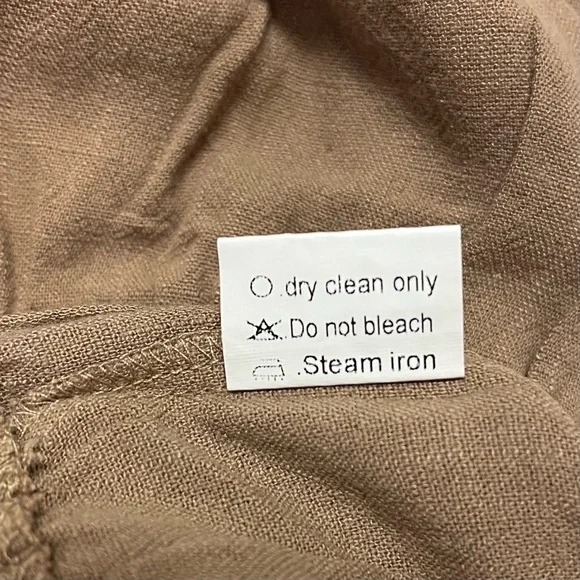 .dry clean only
.Do not bleach
.Steam iron